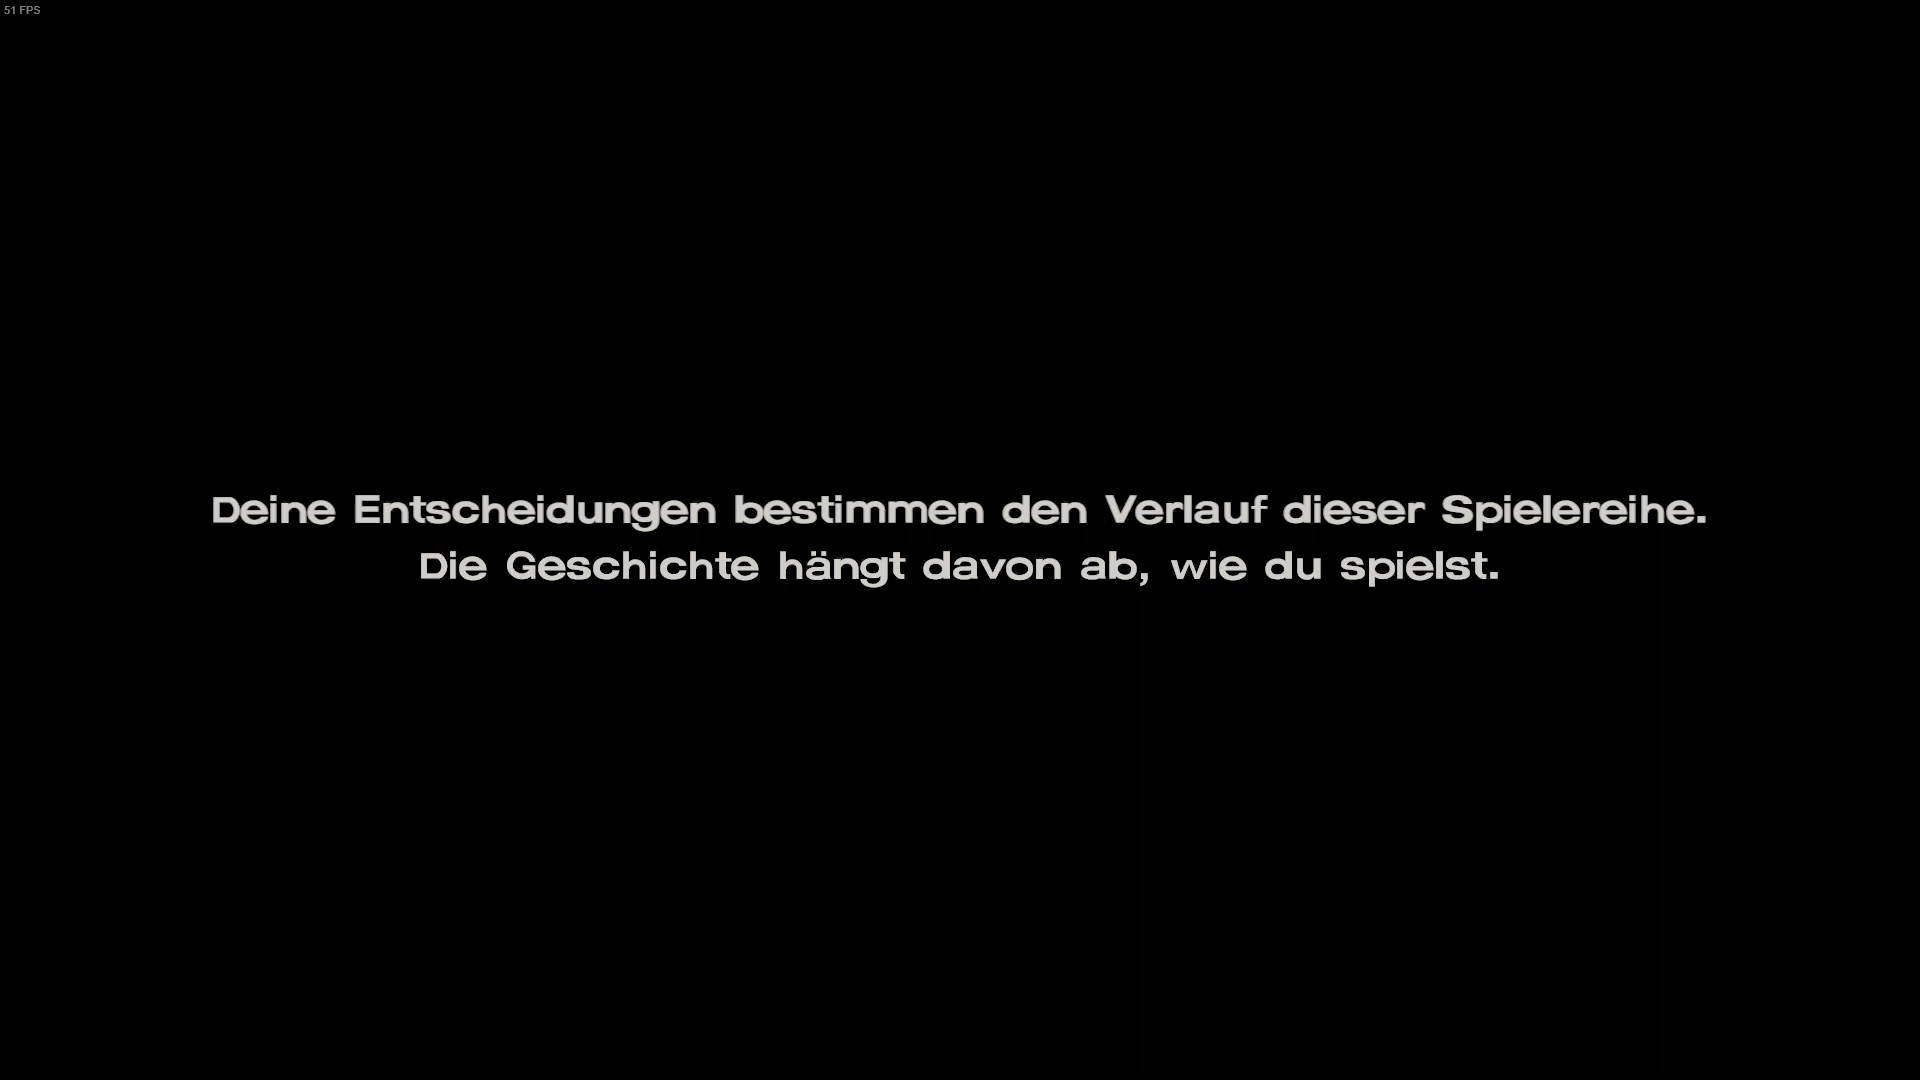 51 FPS
Deine Entscheidungen bestimmen den Verlauf dieser Spielereihe.
Die Geschichte hängt davon ab, wie du spielst.